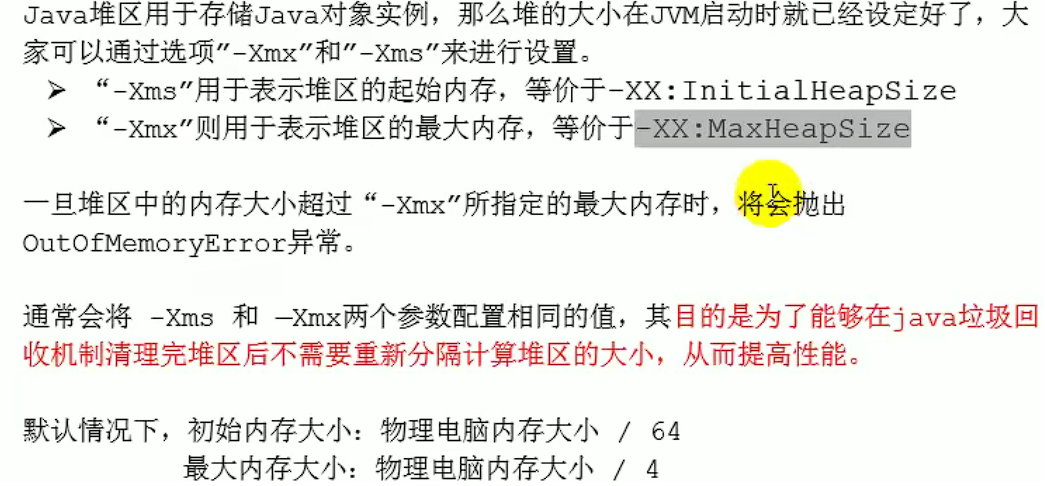 Java堆区用于存储Java对象实例，那么堆的大小在JVM启动时就已经设定好了，大
家可以通过选项"-Xmx"和"-Xms"来进行设置。
➢ “-Xms”用于表示堆区的起始内存，等价于-XX:InitialHeapSize
➢ “-Xmx”则用于表示堆区的最大内存，等价于-XX:MaxHeapSize
一旦堆区中的内存大小超过“-Xmx”所指定的最大内存时，将会抛出
OutOfMemoryError异常。
通常会将 -Xms 和 –Xmx两个参数配置相同的值，其目的是为了能够在java垃圾回
收机制清理完堆区后不需要重新分隔计算堆区的大小，从而提高性能。
默认情况下，初始内存大小：物理电脑内存大小 / 64
最大内存大小：物理电脑内存大小 / 4